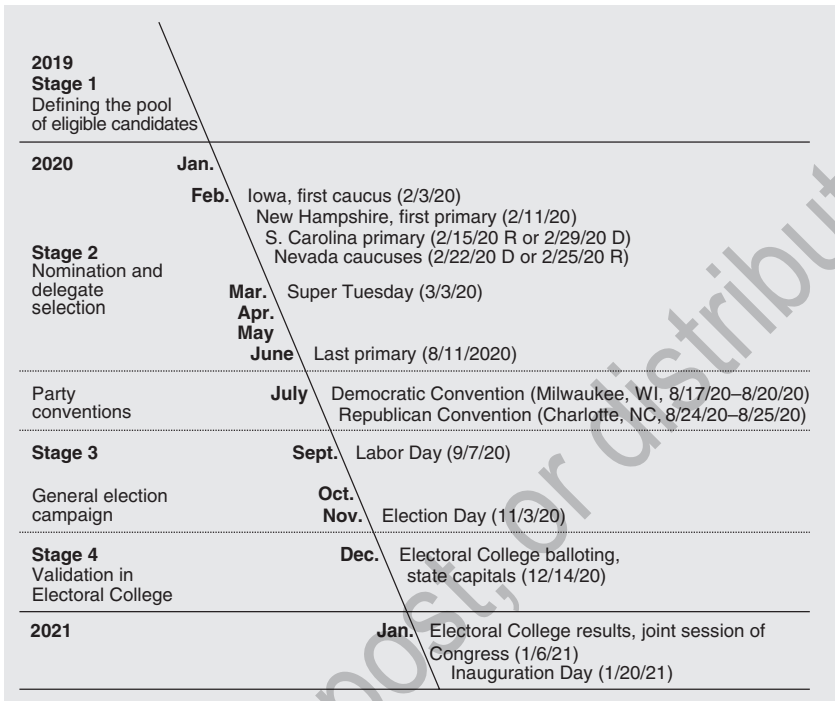 2019
Stage 1
Defining the pool
of eligible candidates
2020 Jan.
Feb. Iowa, first caucus (2/3/20)
New Hampshire, first primary (2/11/20)
S. Carolina primary (2/15/20 R or 2/29/20 D)
Nevada caucuses (2/22/20 D or 2/25/20 R)
Stage 2
Nomination and
delegate
selection
Mar. Super Tuesday (3/3/20)
Apr.
May
June Last primary (8/11/2020)
Party
conventions
July Democratic Convention (Milwaukee, WI, 8/17/20–8/20/20)
Republican Convention (Charlotte, NC, 8/24/20–8/25/20)
Stage 3 Sept. Labor Day (9/7/20)
General election
campaign
Oct.
Nov. Election Day (11/3/20)
Stage 4
Validation in
Electoral College
Dec. Electoral College balloting,
state capitals (12/14/20)
2021 Jan. Electoral College results, joint session of
Congress (1/6/21)
Inauguration Day (1/20/21)
post, or distribut